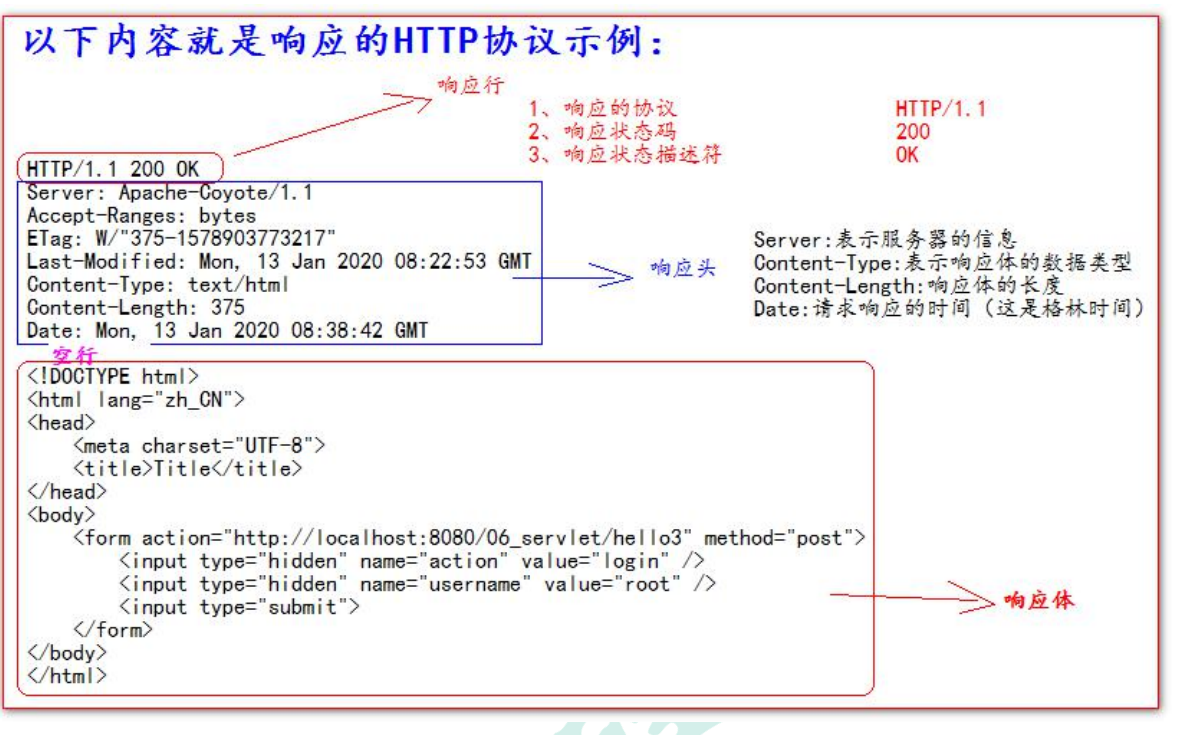 以下内容就是响应的HTTP协议示例：
响应行
1、响应的协议 HTTP/1.1
2、响应状态码 200
3、响应状态描述符 OK
HTTP/1.1 200 OK
Server: Apache-Coyote/1.1
Accept-Ranges: bytes
ETag: W/"375-1578903773217"
Last-Modified: Mon, 13 Jan 2020 08:22:53 GMT
Content-Type: text/html
Content-Length: 375
Date: Mon, 13 Jan 2020 08:38:42 GMT
响应头
Server:表示服务器的信息
Content-Type:表示响应体的数据类型
Content-Length:响应体的长度
Date:请求响应的时间（这是格林时间）
空行
<!DOCTYPE html>
<html lang="zh_CN">
<head>
    <meta charset="UTF-8">
    <title>Title</title>
</head>
<body>
    <form action="http://localhost:8080/06_servlet/hello3" method="post">
        <input type="hidden" name="action" value="login" />
        <input type="hidden" name="username" value="root" />
        <input type="submit">
    </form>
</body>
</html>
响应体